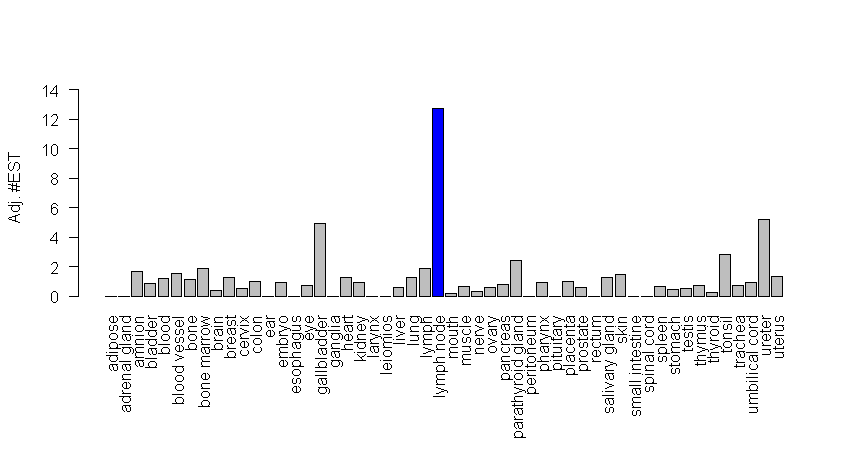 Adj. #EST
14
12
10
8
6
4
2
0
adipose
adrenal gland
amnion
bladder
blood
blood vessel
bone
bone marrow
brain
breast
cervix
colon
ear
embryo
esophagus
eye
gallbladder
ganglia
heart
kidney
larynx
leiomios
liver
lung
lymph
lymph node
mouth
muscle
nerve
ovary
pancreas
parathyroid gland
peritoneum
pharynx
pituitary
placenta
prostate
rectum
salivary gland
skin
small intestine
spinal cord
spleen
stomach
testis
thymus
thyroid
tonsil
trachea
umbilical cord
ureter
uterus